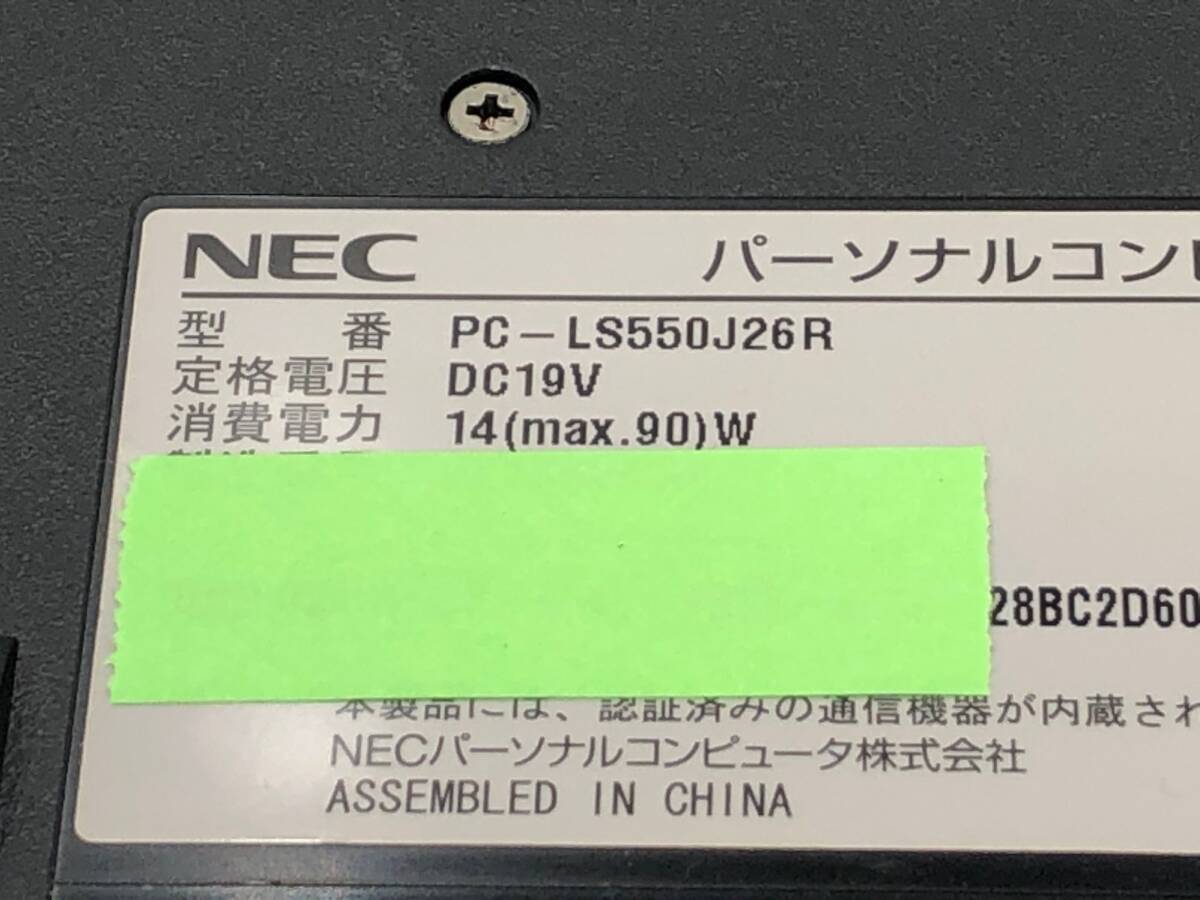 NEC パーソナルコン
型 番 PC-LS550J26R
定格電圧 DC19V
消費電力 14(max.90)W
28BC2D60
本製品には、認証済みの通信機器が内蔵され
NECパーソナルコンピュータ株式会社
ASSEMBLED IN CHINA